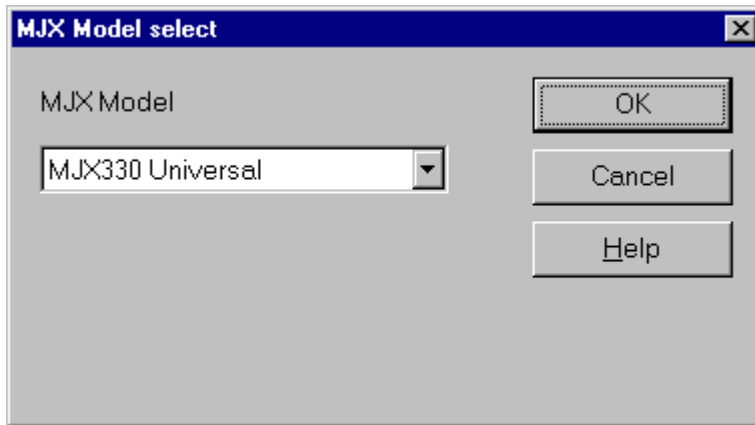 MJX Model select
MJX Model
MJX330 Universal
OK
Cancel
Help